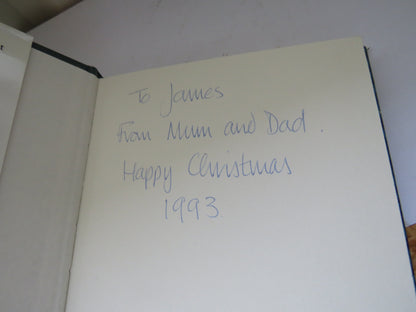 To James
From Mum and Dad.
Happy Christmas
1993